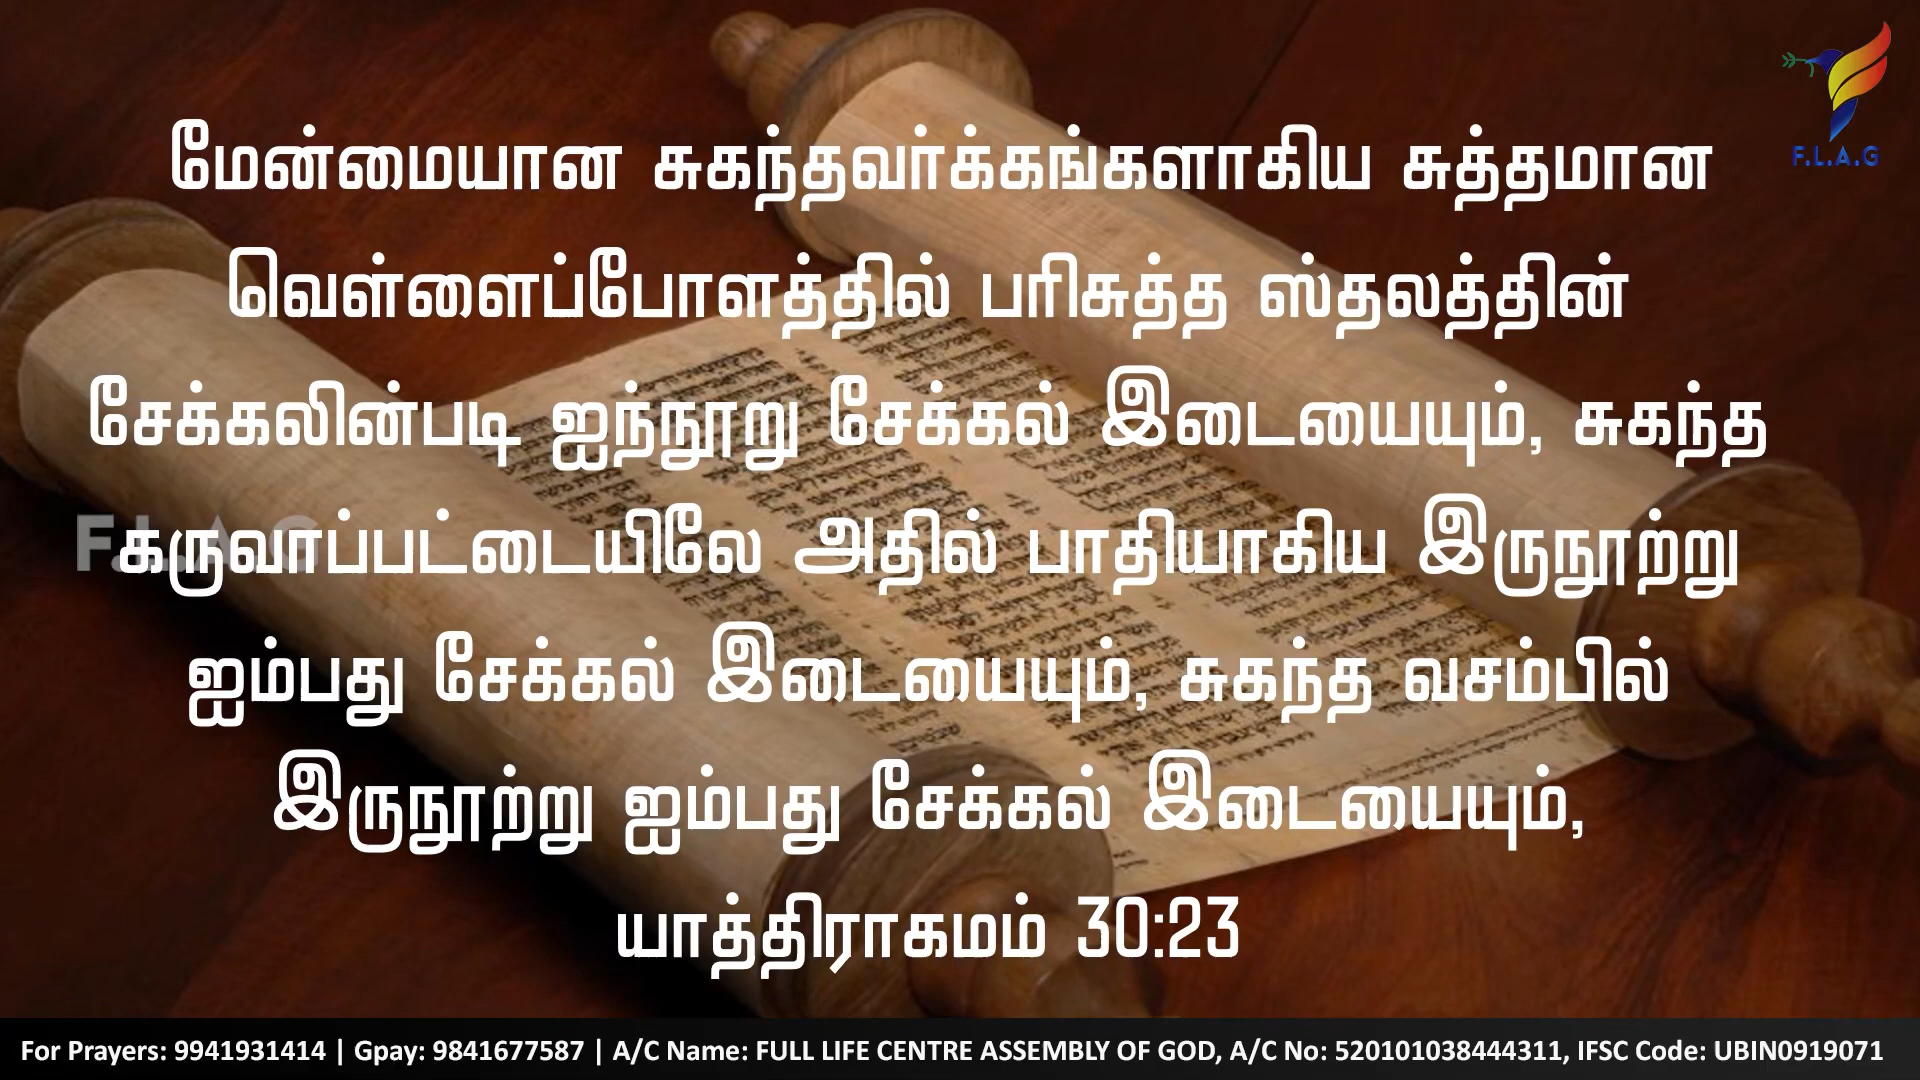 F.L.A.G
மேன்மையான சுகந்தவர்க்கங்களாகிய சுத்தமான
வெள்ளைப்போளத்தில் பரிசுத்த ஸ்தலத்தின்
சேக்கலின்படி ஐந்நூறு சேக்கல் இடையையும், சுகந்த
கருவாப்பட்டையிலே அதில் பாதியாகிய இருநூற்று
ஐம்பது சேக்கல் இடையையும், சுகந்த வசம்பில்
இருநூற்று ஐம்பது சேக்கல் இடையையும்,
யாத்திராகமம் 30:23
F.L.A.G
For Prayers: 9941931414 | Gpay: 9841677587 | A/C Name: FULL LIFE CENTRE ASSEMBLY OF GOD, A/C No: 520101038444311, IFSC Code: UBIN0919071